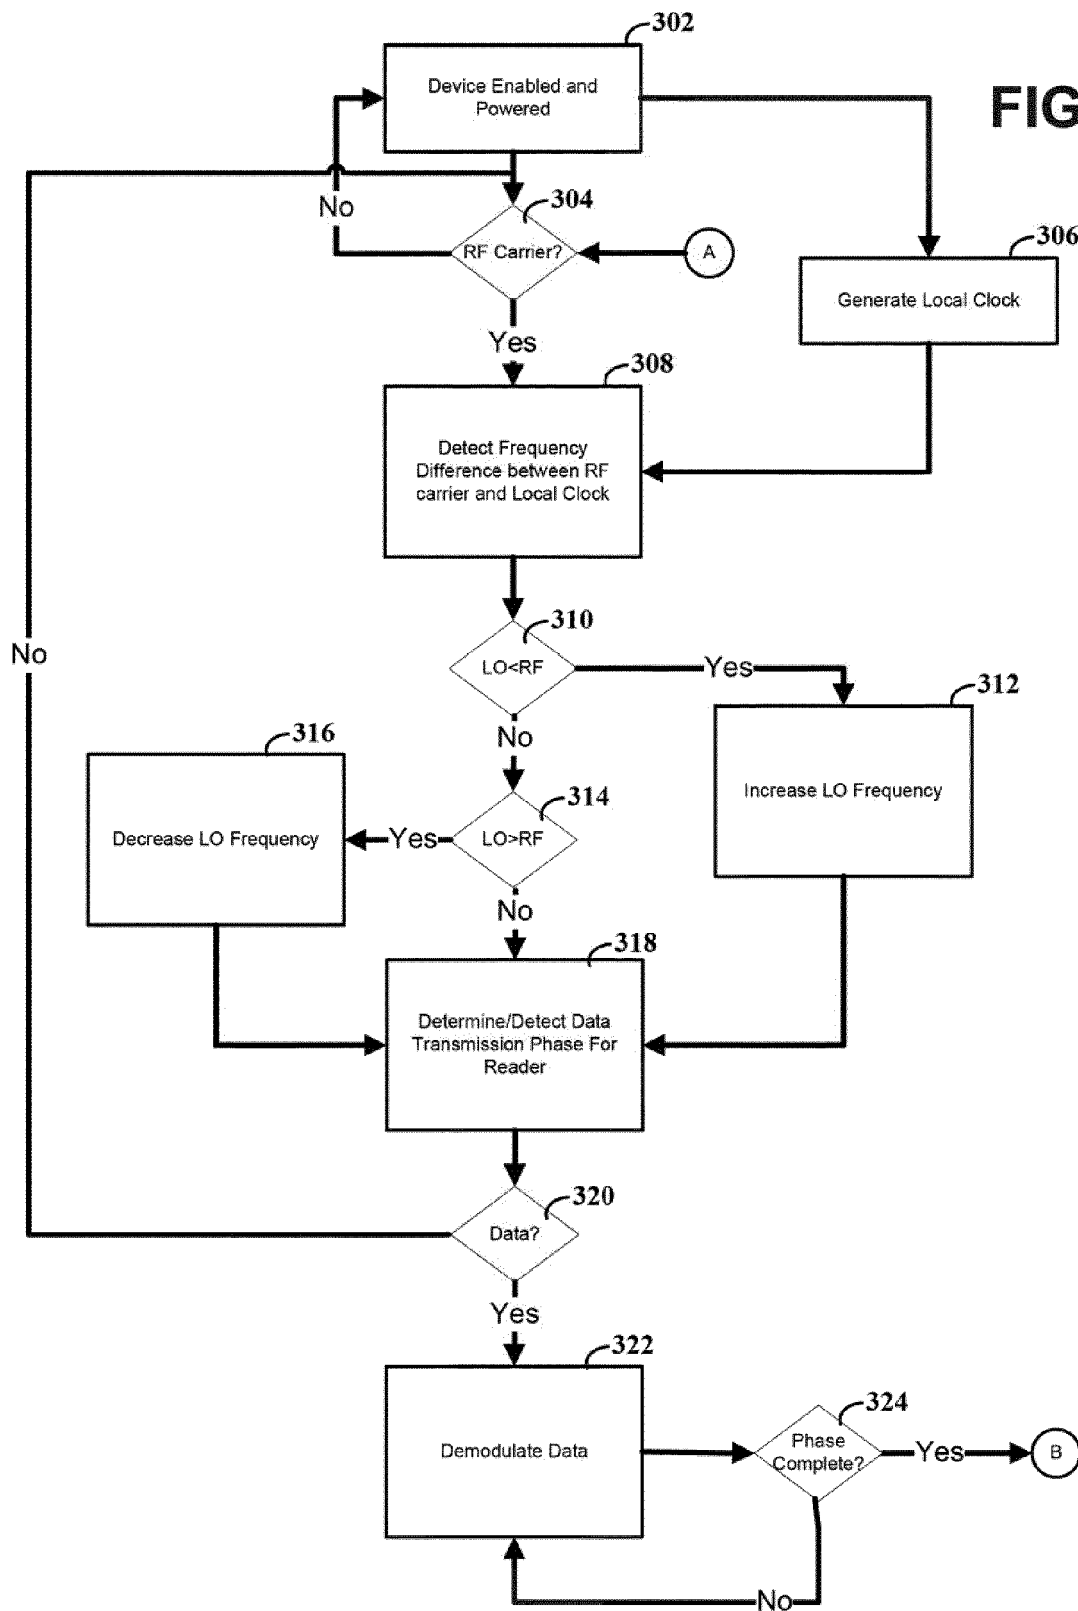 302
Device Enabled and
Powered
FIG
No
304
RF Carrier?
A
306
Generate Local Clock
Yes
308
Detect Frequency
Difference between RF
carrier and Local Clock
310
LO<RF
Yes
312
Increase LO Frequency
No
No
316
Decrease LO Frequency
Yes
314
LO>RF
No
318
Determine/Detect Data
Transmission Phase For
Reader
320
Data?
Yes
322
Demodulate Data
324
Phase
Complete?
Yes
B
No